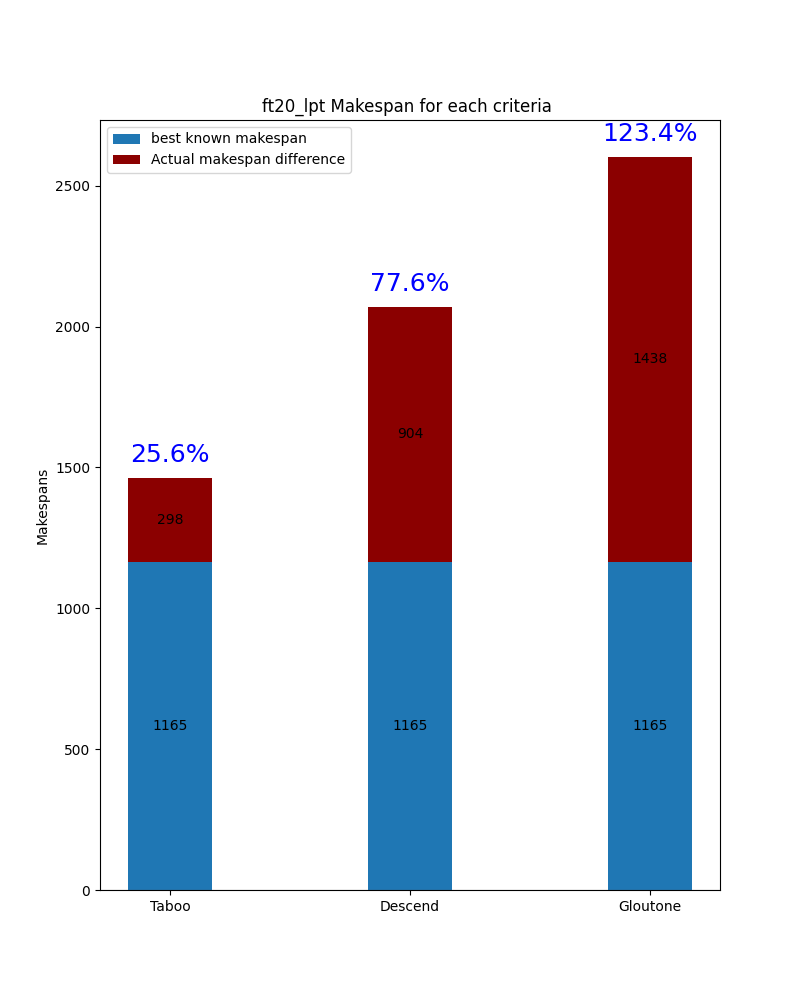 ft20_lpt Makespan for each criteria
best known makespan
Actual makespan difference
123.4%
77.6%
25.6%
2500
2000
1500
1000
500
0
Makespans
298
904
1438
1165
1165
1165
Taboo
Descend
Gloutone